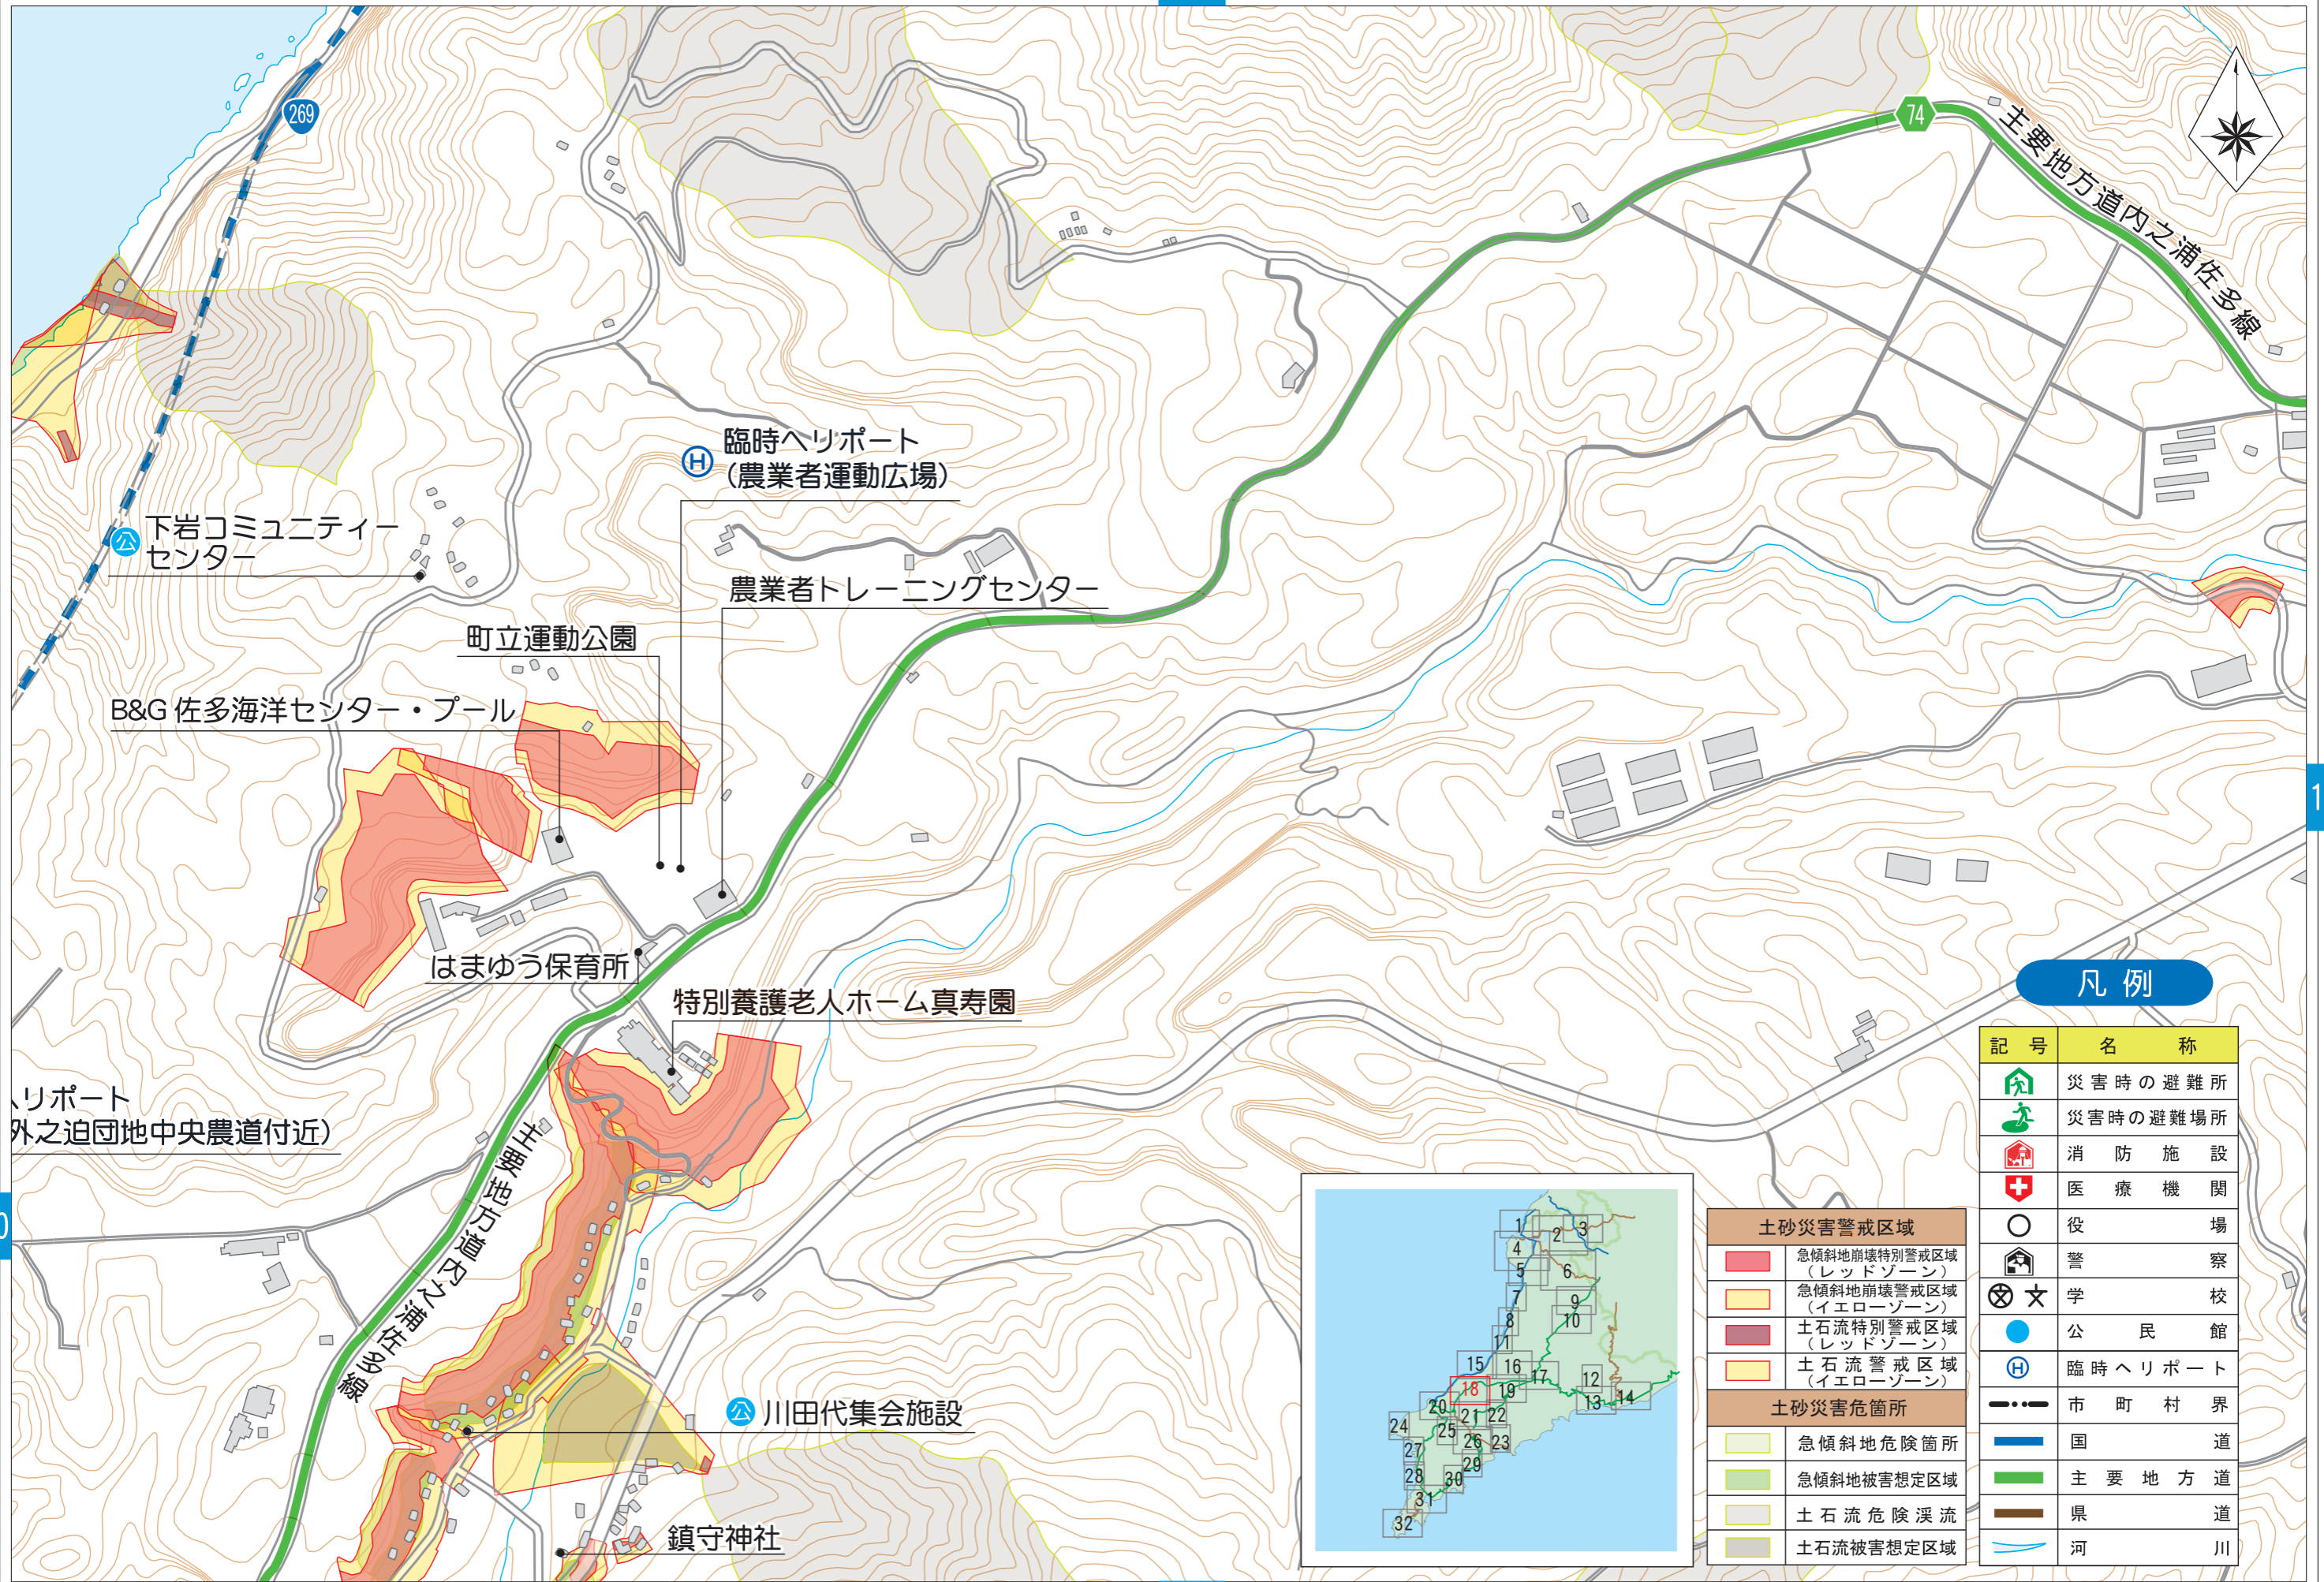 269
74
主要地方道内之浦佐多線
臨時ヘリポート
(農業者運動広場)
公
下岩コミュニティー
センター
農業者トレーニングセンター
町立運動公園
B&G 佐多海洋センター・プール
はまゆう保育所
特別養護老人ホーム真寿園
ヘリポート
外之迫団地中央農道付近)
主要地方道内之浦佐多線
公
川田代集会施設
鎮守神社
H
1
0
凡例
記号 名称
災害時の避難所
災害時の避難場所
消防施設
医療機関
役場
警察
文 文 学校
公民館
H 臨時ヘリポート
市町村界
国道
主要地方道
県道
河川
土砂災害警戒区域
急傾斜地崩壊特別警戒区域
(レッドゾーン)
急傾斜地崩壊警戒区域
(イエローゾーン)
土石流特別警戒区域
(レッドゾーン)
土石流警戒区域
(イエローゾーン)
土砂災害危箇所
急傾斜地危険箇所
急傾斜地被害想定区域
土石流危険渓流
土石流被害想定区域
1
2
3
4
5
6
7
8
9
10
11
12
13
14
15
16
17
18
19
20
21
22
23
24
25
26
27
28
29
30
31
32